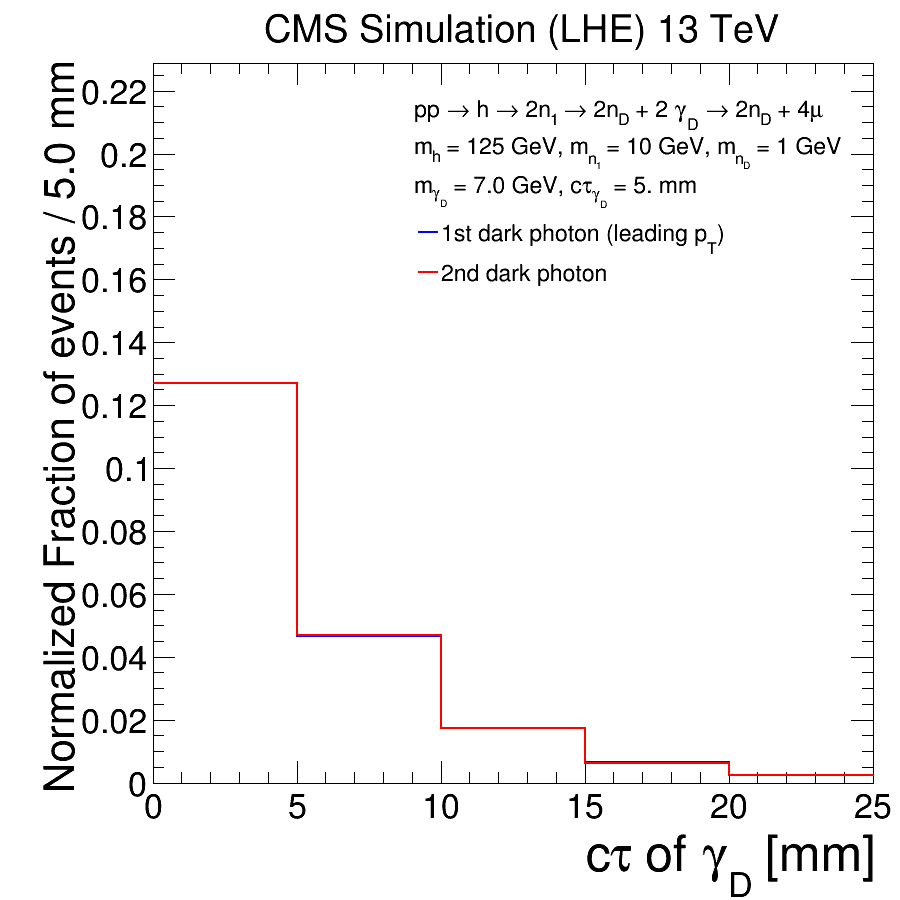 CMS Simulation (LHE) 13 TeV
Normalized Fraction of events / 5.0 mm
0.22
0.2
0.18
0.16
0.14
0.12
0.1
0.08
0.06
0.04
0.02
0
pp → h → 2n₁ → 2n_D + 2 γ_D → 2n_D + 4μ
m_h = 125 GeV, m_n₁ = 10 GeV, m_n_D = 1 GeV
m_γ_D = 7.0 GeV, cτ_γ_D = 5. mm
1st dark photon (leading p_T)
2nd dark photon
0 5 10 15 20 25
cτ of γ_D [mm]